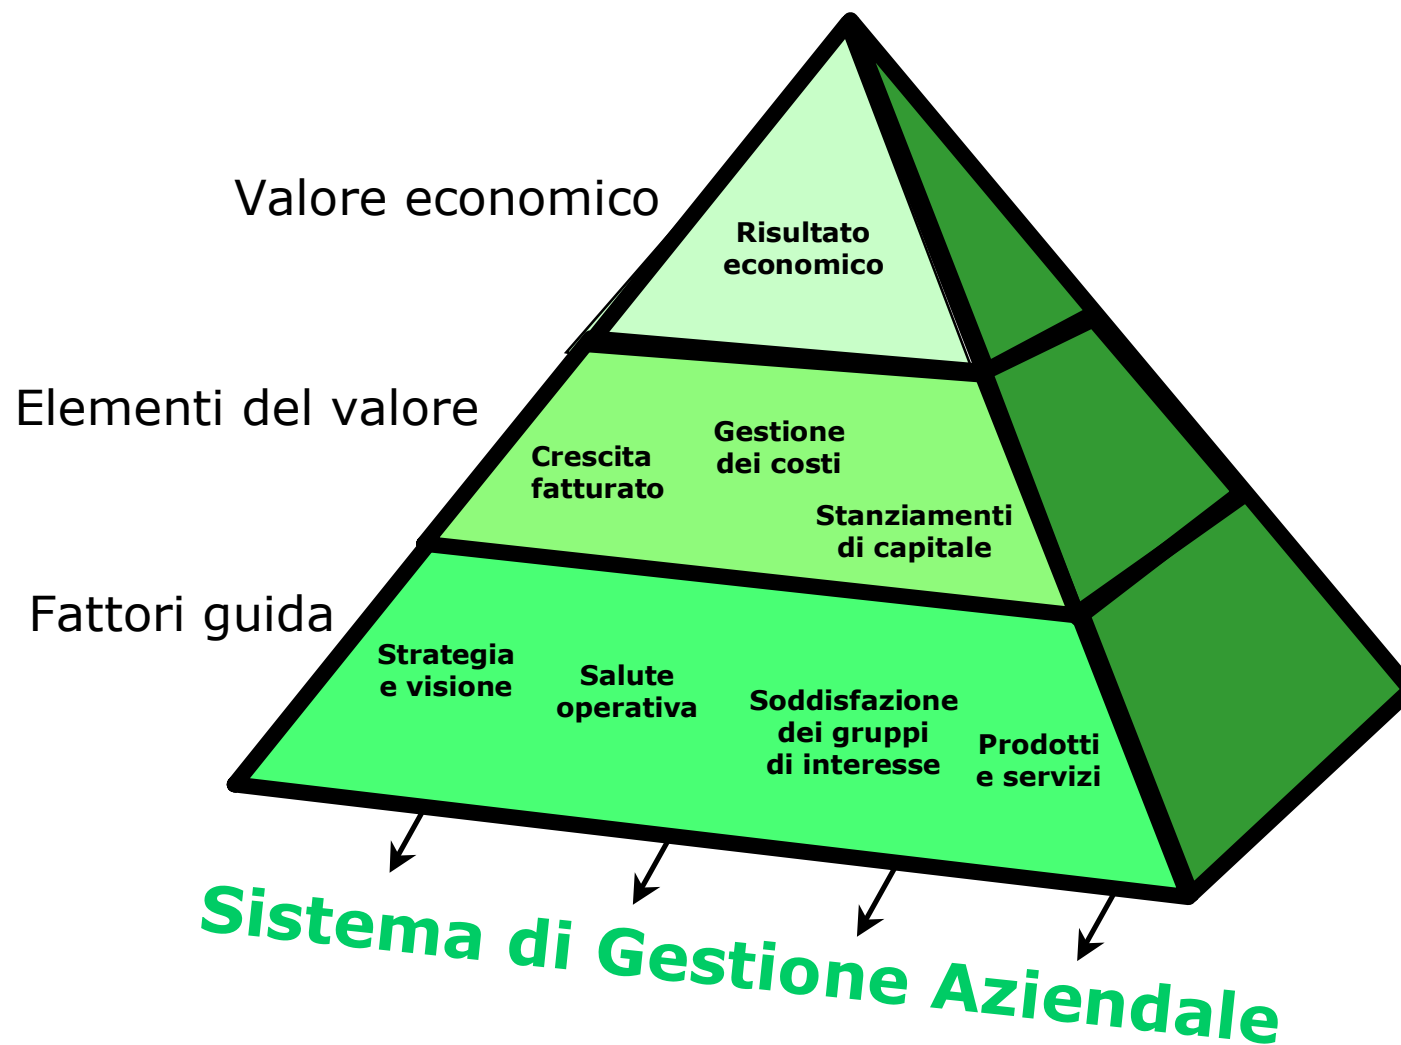 Valore economico
Risultato
economico
Elementi del valore
Crescita
fatturato
Gestione
dei costi
Stanziamenti
di capitale
Fattori guida
Strategia
e visione
Salute
operativa
Soddisfazione
dei gruppi
di interesse
Prodotti
e servizi
Sistema di Gestione Aziendale